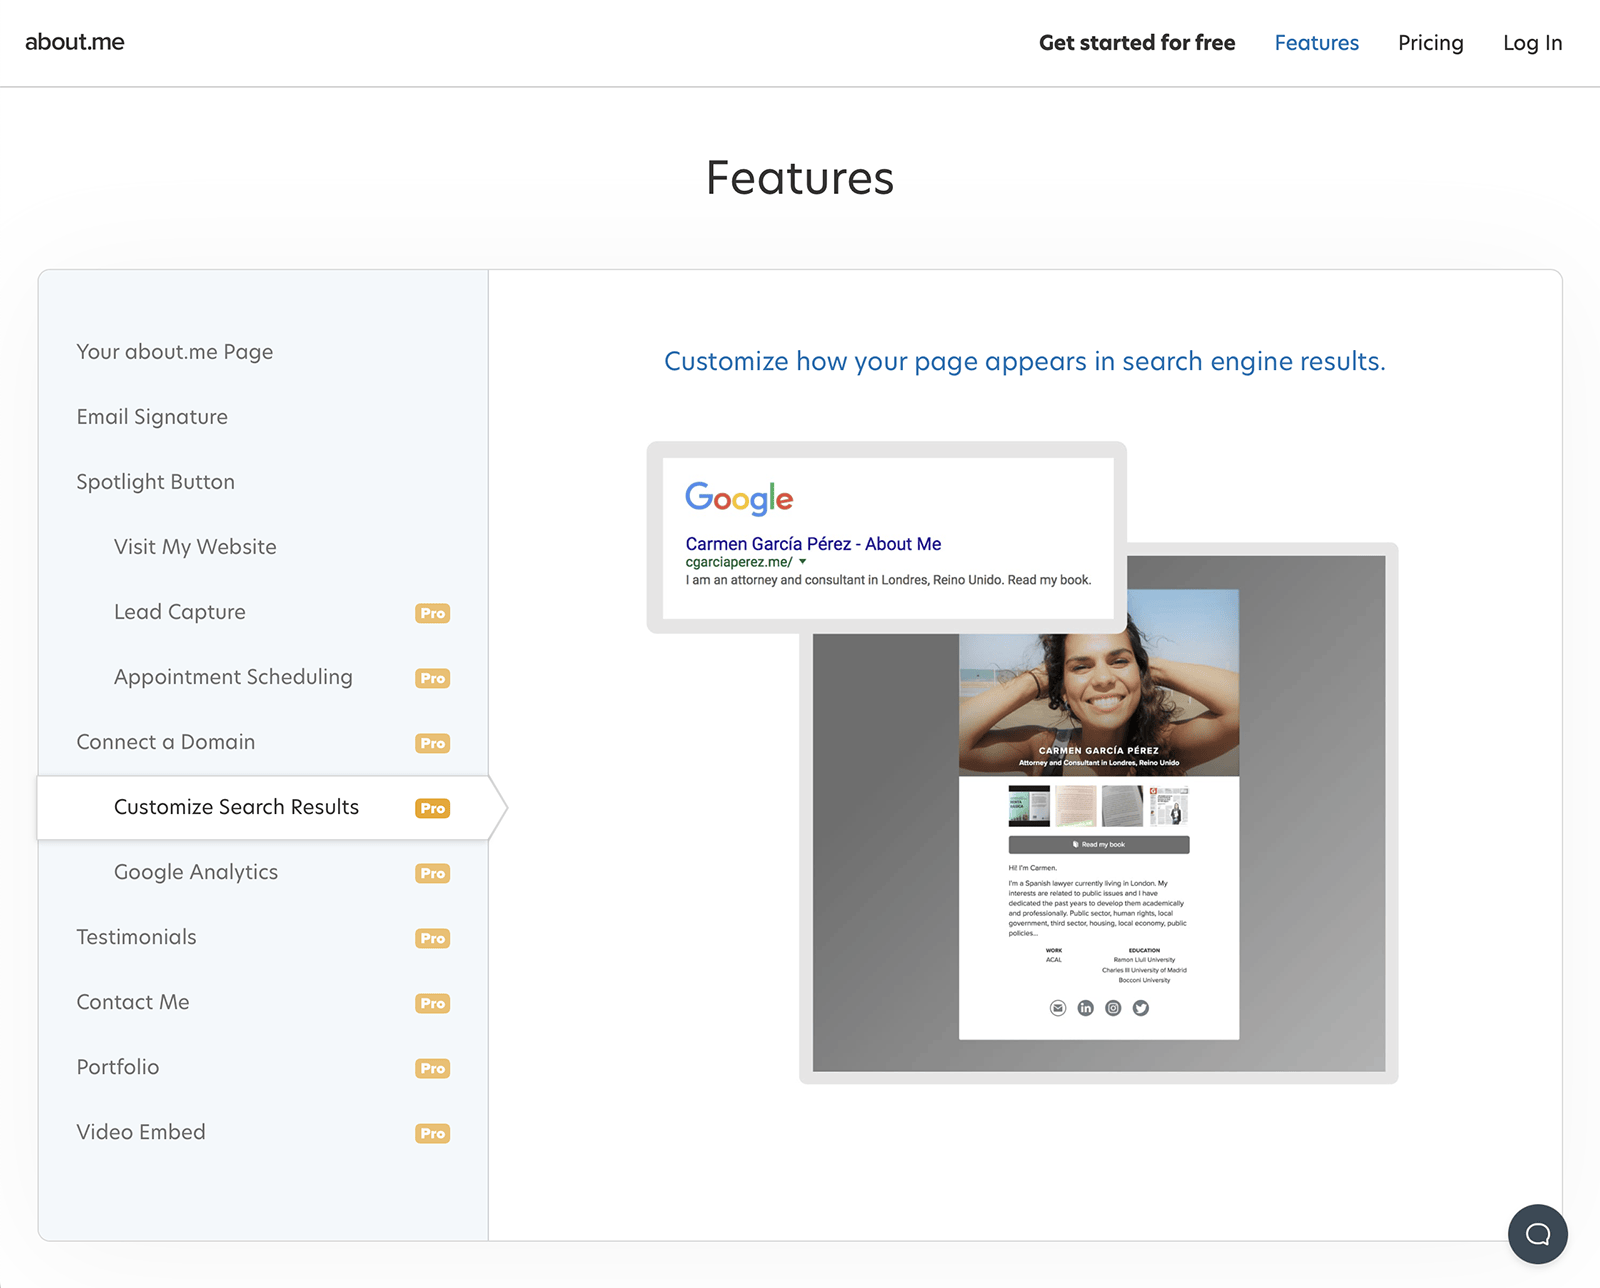 about.me
Get started for free
Features
Pricing
Log In
Features
Your about.me Page
Email Signature
Spotlight Button
Visit My Website
Lead Capture Pro
Appointment Scheduling Pro
Connect a Domain Pro
Customize Search Results Pro
Google Analytics Pro
Testimonials Pro
Contact Me Pro
Portfolio Pro
Video Embed Pro
Customize how your page appears in search engine results.
Google
Carmen García Pérez - About Me
cgarciaperez.me/
I am an attorney and consultant in Londres, Reino Unido. Read my book.
CARMEN GARCÍA PÉREZ
Attorney and Consultant in Londres, Reino Unido
Read my book
Hi! I'm Carmen.
I'm a Spanish lawyer currently living in London. My
interests are related to public issues and I have
dedicated the past years to develop them academically
and professionally. Public sector, human rights, local
government, third sector, housing, local economy, public
policies...
WORK
ACAL
EDUCATION
Ramon Llull University
Charles III University of Madrid
Bocconi University